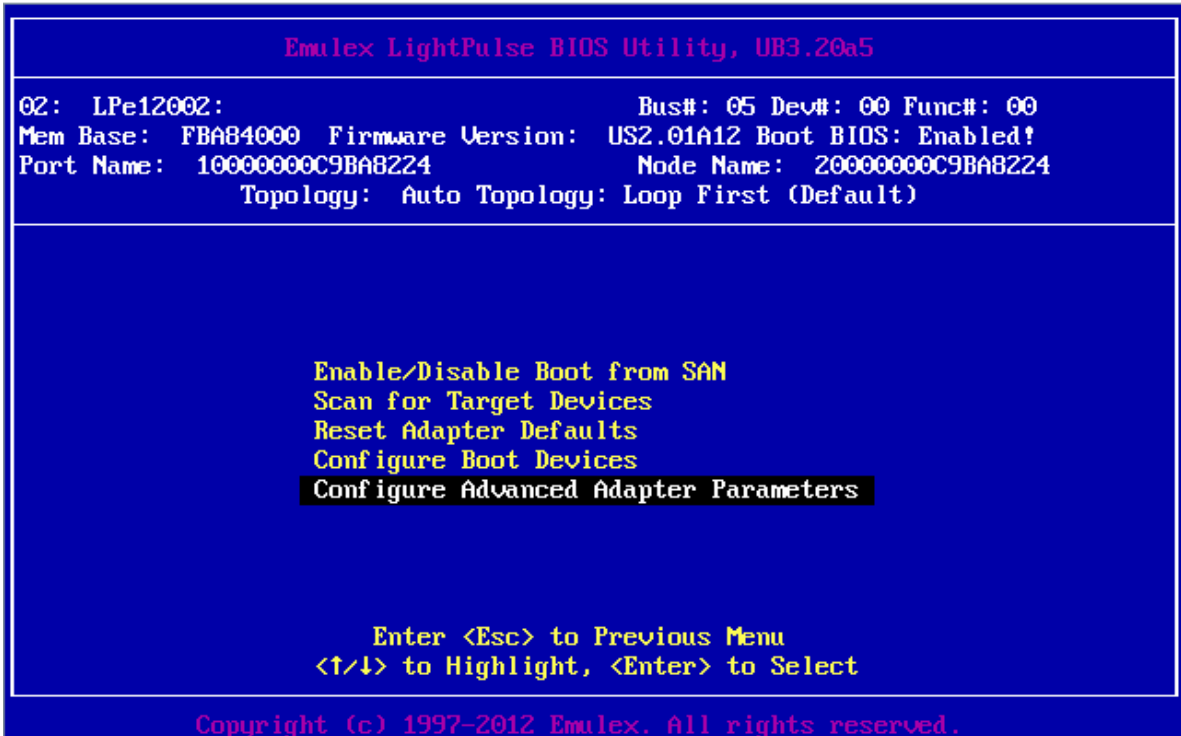 Emulex LightPulse BIOS Utility, UB3.20a5
02: LPe12002: Bus#: 05 Dev#: 00 Func#: 00
Mem Base: FBA84000 Firmware Version: US2.01A12 Boot BIOS: Enabled!
Port Name: 10000000C9BA8224 Node Name: 20000000C9BA8224
Topology: Auto Topology: Loop First (Default)
Enable/Disable Boot from SAN
Scan for Target Devices
Reset Adapter Defaults
Configure Boot Devices
Configure Advanced Adapter Parameters
Enter <Esc> to Previous Menu
<↑/↓> to Highlight, <Enter> to Select
Copyright (c) 1997-2012 Emulex. All rights reserved.